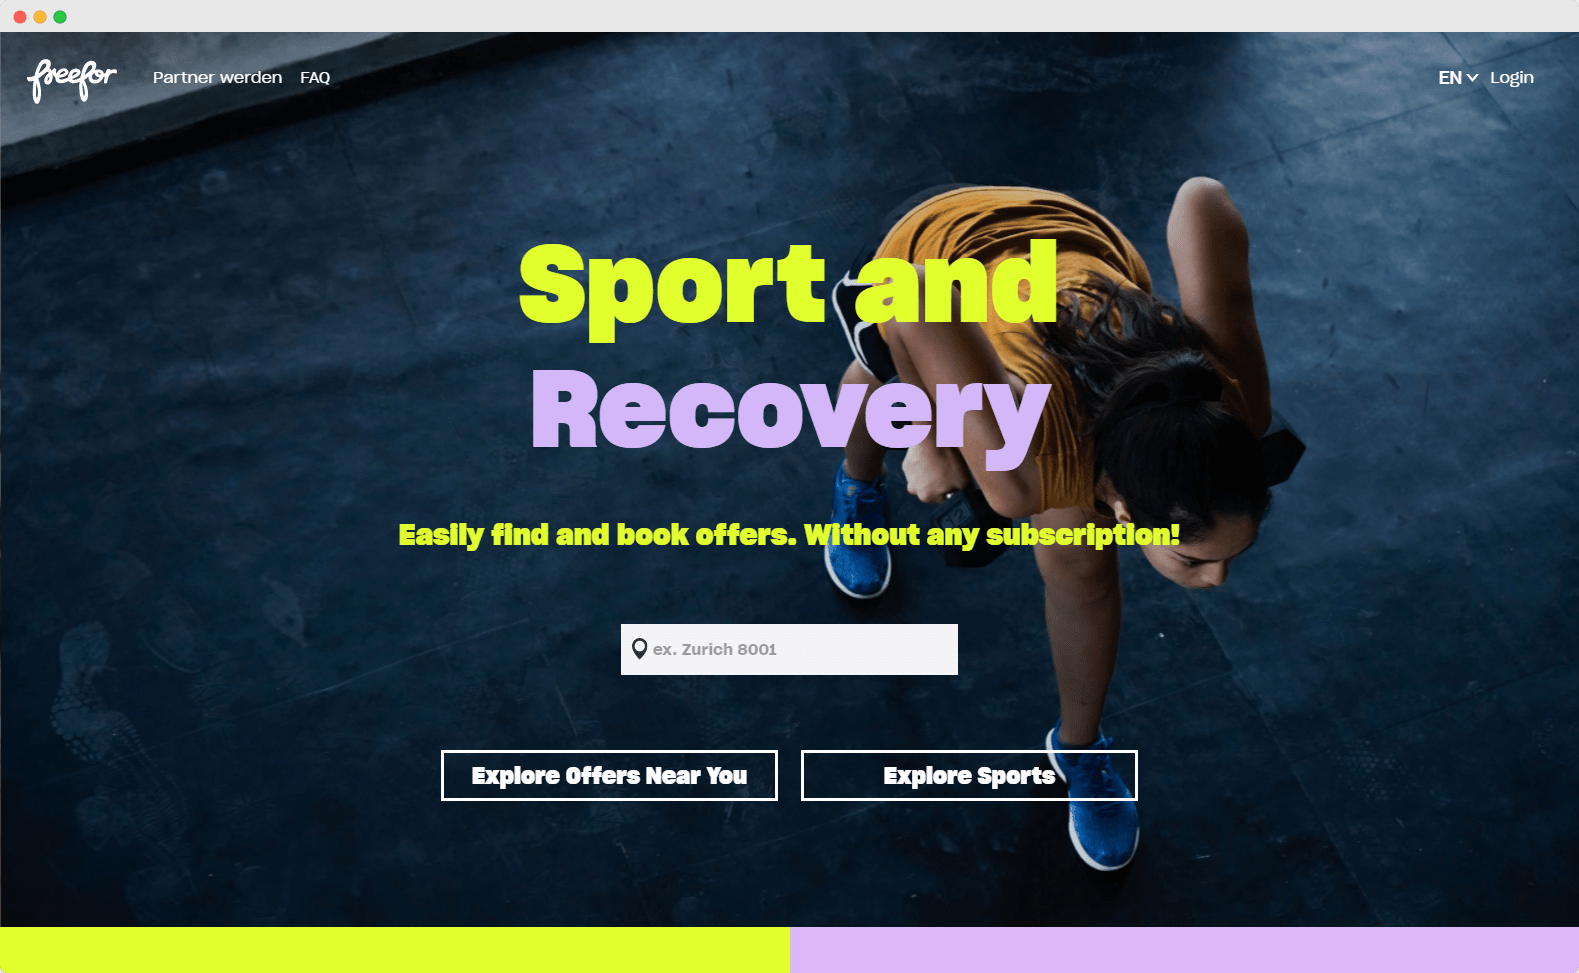 freefor
Partner werden
FAQ
EN
Login
Sport and
Recovery
Easily find and book offers. Without any subscription!
ex. Zurich 8001
Explore Offers Near You
Explore Sports